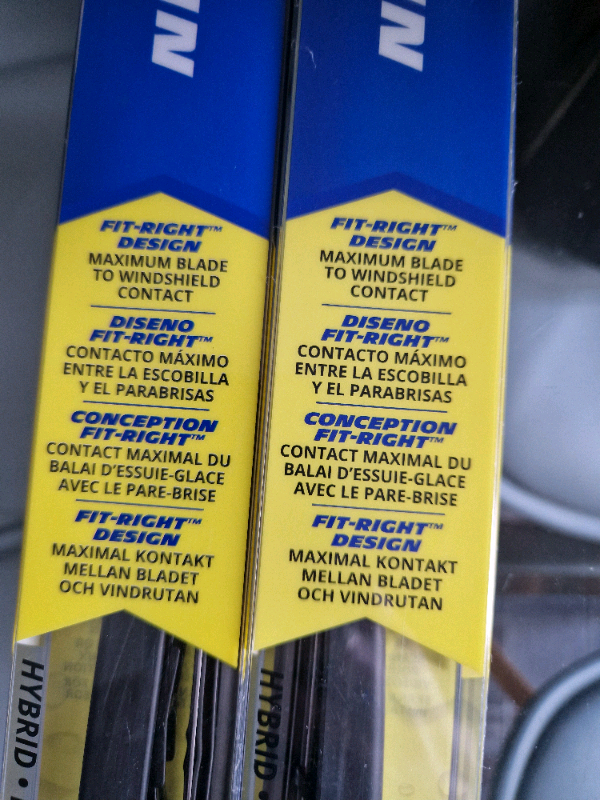 IN
FIT-RIGHT™
DESIGN
MAXIMUM BLADE
TO WINDSHIELD
CONTACT
DISENO
FIT-RIGHT™
CONTACTO MÁXIMO
ENTRE LA ESCOBILLA
Y EL PARABRISAS
CONCEPTION
FIT-RIGHT™
CONTACT MAXIMAL DU
BALAI D'ESSUIE-GLACE
AVEC LE PARE-BRISE
FIT-RIGHT™
DESIGN
MAXIMAL KONTAKT
MELLAN BLADET
OCH VINDRUTAN
HYBRID •
IN
FIT-RIGHT™
DESIGN
MAXIMUM BLADE
TO WINDSHIELD
CONTACT
DISENO
FIT-RIGHT™
CONTACTO MÁXIMO
ENTRE LA ESCOBILLA
Y EL PARABRISAS
CONCEPTION
FIT-RIGHT™
CONTACT MAXIMAL DU
BALAI D'ESSUIE-GLACE
AVEC LE PARE-BRISE
FIT-RIGHT™
DESIGN
MAXIMAL KONTAKT
MELLAN BLADET
OCH VINDRUTAN
HYBRID •